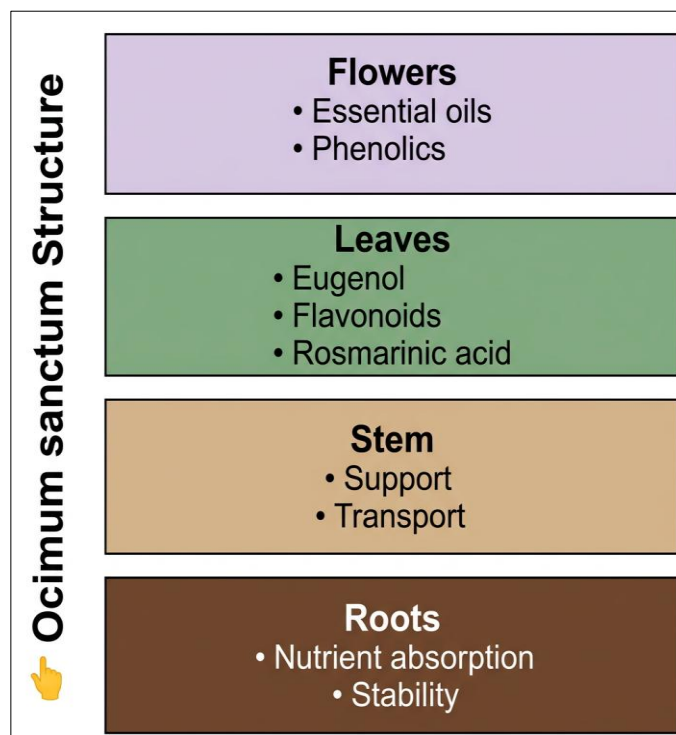 Ocimum sanctum Structure
Flowers
• Essential oils
• Phenolics
Leaves
• Eugenol
• Flavonoids
• Rosmarinic acid
Stem
• Support
• Transport
Roots
• Nutrient absorption
• Stability